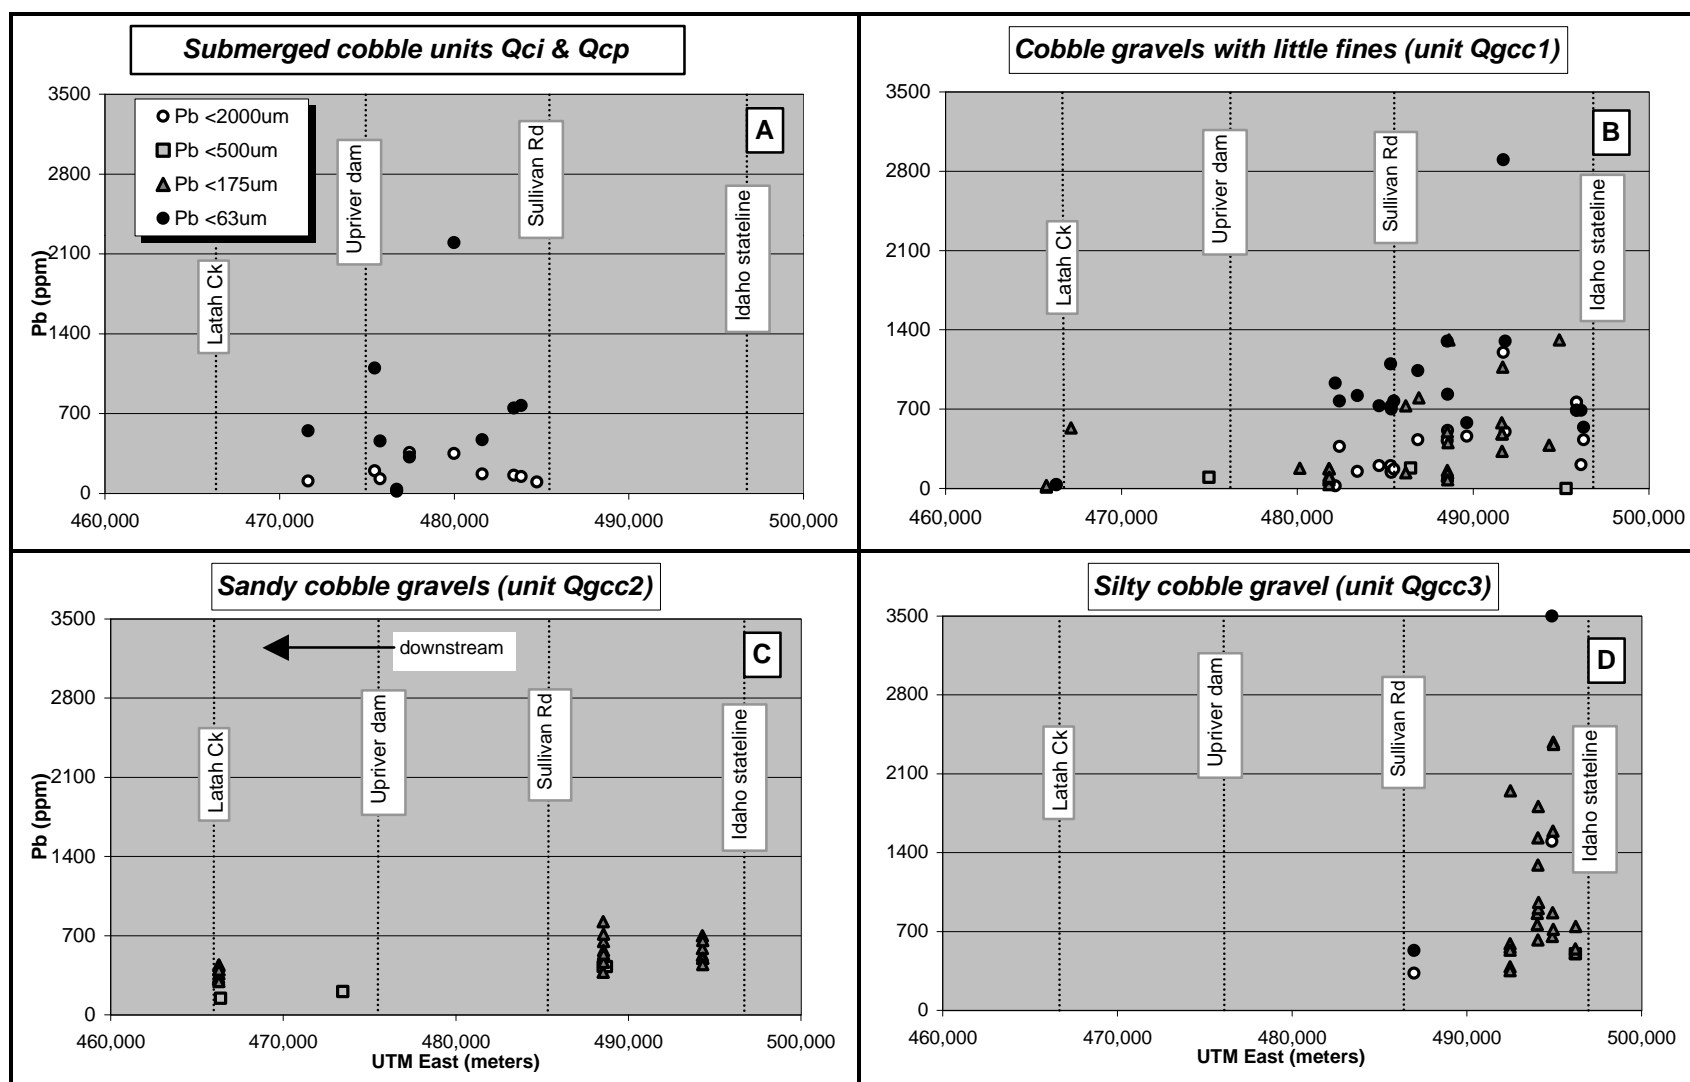 Submerged cobble units Qci & Qcp
Pb (ppm)
3500
2800
2100
1400
700
0
Pb <2000um
Pb <500um
Pb <175um
Pb <63um
Latah Ck
Upriver dam
Sullivan Rd
Idaho stateline
A
460,000 470,000 480,000 490,000 500,000
Cobble gravels with little fines (unit Qgcc1)
3500
2800
2100
1400
700
0
Latah Ck
Upriver dam
Sullivan Rd
Idaho stateline
B
460,000 470,000 480,000 490,000 500,000
Sandy cobble gravels (unit Qgcc2)
Pb (ppm)
3500
2800
2100
1400
700
0
downstream
Latah Ck
Upriver dam
Sullivan Rd
Idaho stateline
C
460,000 470,000 480,000 490,000 500,000
UTM East (meters)
Silty cobble gravel (unit Qgcc3)
3500
2800
2100
1400
700
0
Latah Ck
Upriver dam
Sullivan Rd
Idaho stateline
D
460,000 470,000 480,000 490,000 500,000
UTM East (meters)